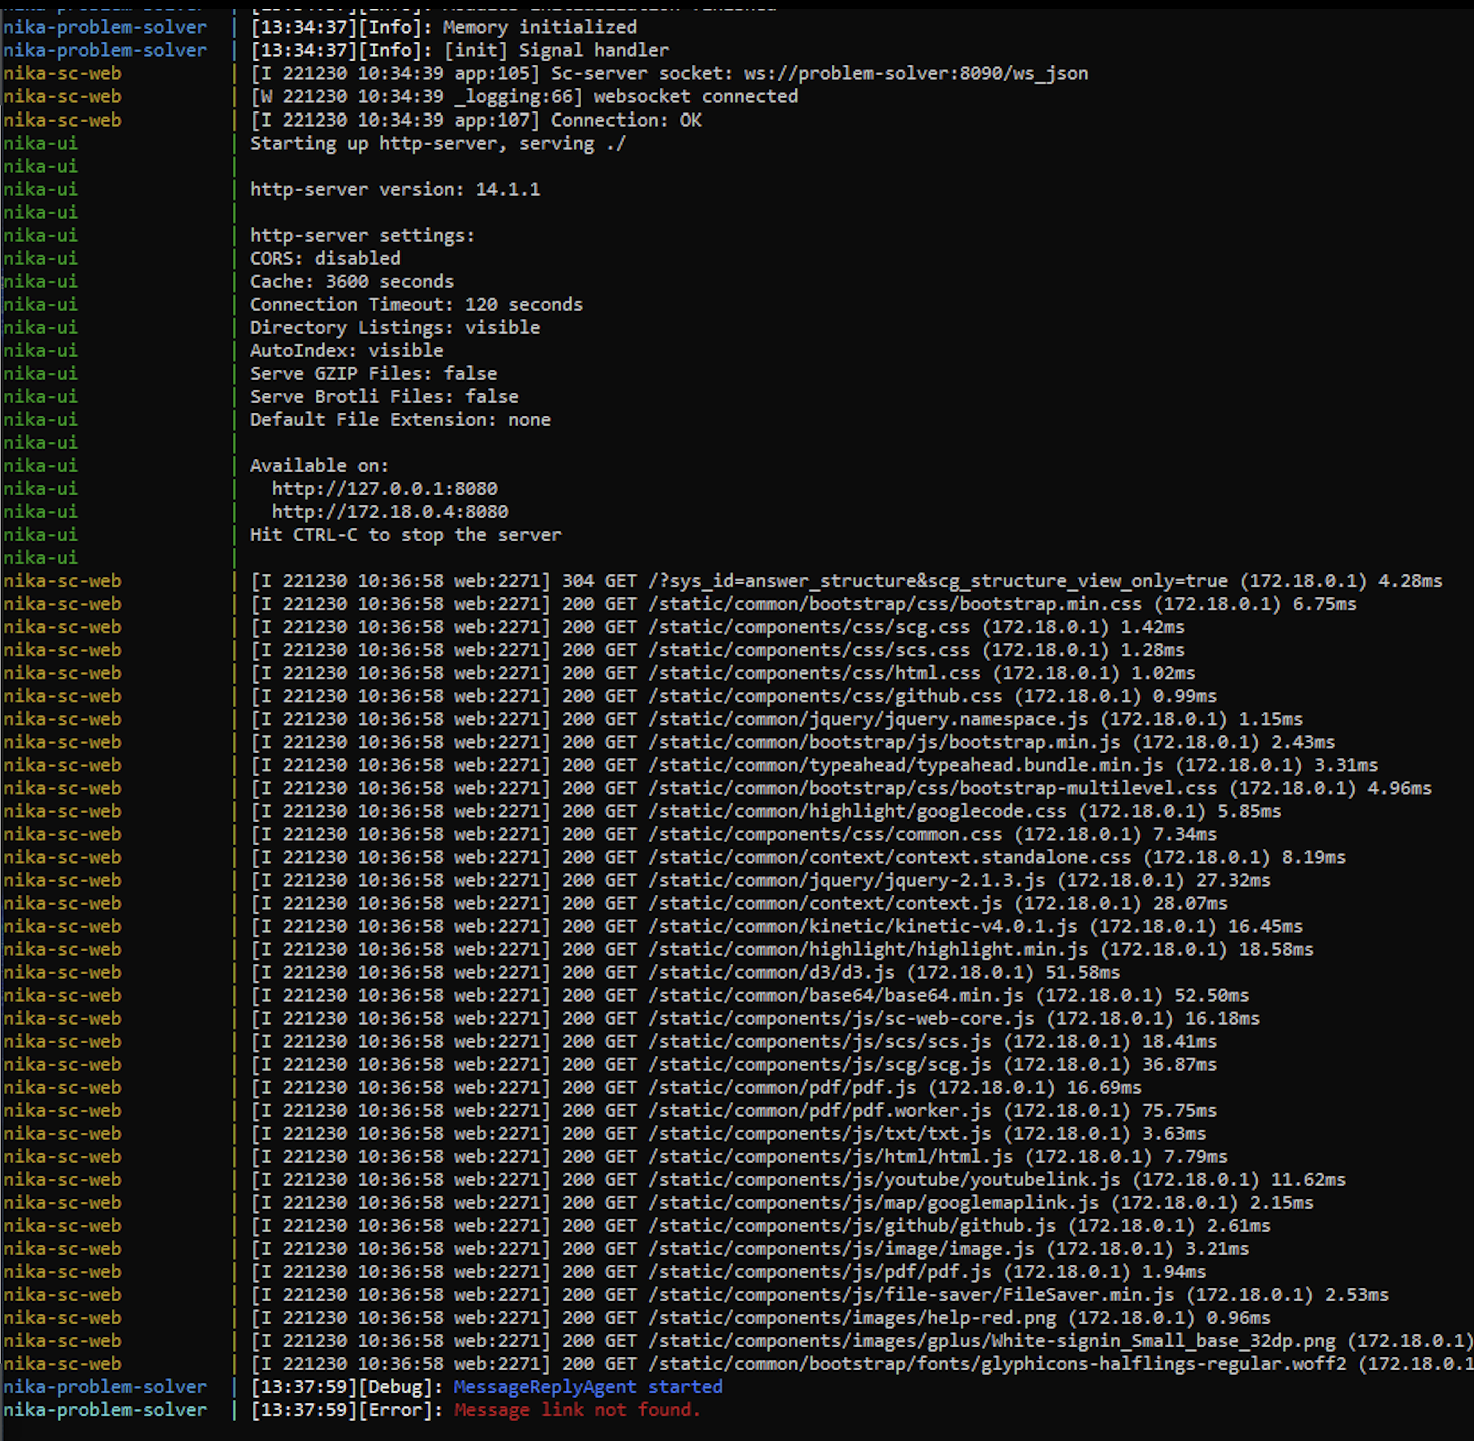 nika-problem-solver | [13:34:37][Info]: Memory initialized
nika-problem-solver | [13:34:37][Info]: [init] Signal handler
nika-sc-web | [I 221230 10:34:39 app:105] Sc-server socket: ws://problem-solver:8090/ws_json
nika-sc-web | [W 221230 10:34:39 _logging:66] websocket connected
nika-sc-web | [I 221230 10:34:39 app:107] Connection: OK
nika-ui | Starting up http-server, serving ./
nika-ui |
nika-ui | http-server version: 14.1.1
nika-ui |
nika-ui | http-server settings:
nika-ui | CORS: disabled
nika-ui | Cache: 3600 seconds
nika-ui | Connection Timeout: 120 seconds
nika-ui | Directory Listings: visible
nika-ui | AutoIndex: visible
nika-ui | Serve GZIP Files: false
nika-ui | Serve Brotli Files: false
nika-ui | Default File Extension: none
nika-ui |
nika-ui | Available on:
nika-ui |   http://127.0.0.1:8080
nika-ui |   http://172.18.0.4:8080
nika-ui | Hit CTRL-C to stop the server
nika-ui |
nika-sc-web | [I 221230 10:36:58 web:2271] 304 GET /?sys_id=answer_structure&scg_structure_view_only=true (172.18.0.1) 4.28ms
nika-sc-web | [I 221230 10:36:58 web:2271] 200 GET /static/common/bootstrap/css/bootstrap.min.css (172.18.0.1) 6.75ms
nika-sc-web | [I 221230 10:36:58 web:2271] 200 GET /static/components/css/scg.css (172.18.0.1) 1.42ms
nika-sc-web | [I 221230 10:36:58 web:2271] 200 GET /static/components/css/scs.css (172.18.0.1) 1.28ms
nika-sc-web | [I 221230 10:36:58 web:2271] 200 GET /static/components/css/html.css (172.18.0.1) 1.02ms
nika-sc-web | [I 221230 10:36:58 web:2271] 200 GET /static/components/css/github.css (172.18.0.1) 0.99ms
nika-sc-web | [I 221230 10:36:58 web:2271] 200 GET /static/common/jquery/jquery.namespace.js (172.18.0.1) 1.15ms
nika-sc-web | [I 221230 10:36:58 web:2271] 200 GET /static/common/bootstrap/js/bootstrap.min.js (172.18.0.1) 2.43ms
nika-sc-web | [I 221230 10:36:58 web:2271] 200 GET /static/common/typeahead/typeahead.bundle.min.js (172.18.0.1) 3.31ms
nika-sc-web | [I 221230 10:36:58 web:2271] 200 GET /static/common/bootstrap/css/bootstrap-multilevel.css (172.18.0.1) 4.96ms
nika-sc-web | [I 221230 10:36:58 web:2271] 200 GET /static/common/highlight/googlecode.css (172.18.0.1) 5.85ms
nika-sc-web | [I 221230 10:36:58 web:2271] 200 GET /static/components/css/common.css (172.18.0.1) 7.34ms
nika-sc-web | [I 221230 10:36:58 web:2271] 200 GET /static/common/context/context.standalone.css (172.18.0.1) 8.19ms
nika-sc-web | [I 221230 10:36:58 web:2271] 200 GET /static/common/jquery/jquery-2.1.3.js (172.18.0.1) 27.32ms
nika-sc-web | [I 221230 10:36:58 web:2271] 200 GET /static/common/context/context.js (172.18.0.1) 28.07ms
nika-sc-web | [I 221230 10:36:58 web:2271] 200 GET /static/common/kinetic/kinetic-v4.0.1.js (172.18.0.1) 16.45ms
nika-sc-web | [I 221230 10:36:58 web:2271] 200 GET /static/common/highlight/highlight.min.js (172.18.0.1) 18.58ms
nika-sc-web | [I 221230 10:36:58 web:2271] 200 GET /static/common/d3/d3.js (172.18.0.1) 51.58ms
nika-sc-web | [I 221230 10:36:58 web:2271] 200 GET /static/common/base64/base64.min.js (172.18.0.1) 52.50ms
nika-sc-web | [I 221230 10:36:58 web:2271] 200 GET /static/components/js/sc-web-core.js (172.18.0.1) 16.18ms
nika-sc-web | [I 221230 10:36:58 web:2271] 200 GET /static/components/js/scs/scs.js (172.18.0.1) 18.41ms
nika-sc-web | [I 221230 10:36:58 web:2271] 200 GET /static/components/js/scg/scg.js (172.18.0.1) 36.87ms
nika-sc-web | [I 221230 10:36:58 web:2271] 200 GET /static/common/pdf/pdf.js (172.18.0.1) 16.69ms
nika-sc-web | [I 221230 10:36:58 web:2271] 200 GET /static/common/pdf/pdf.worker.js (172.18.0.1) 75.75ms
nika-sc-web | [I 221230 10:36:58 web:2271] 200 GET /static/components/js/txt/txt.js (172.18.0.1) 3.63ms
nika-sc-web | [I 221230 10:36:58 web:2271] 200 GET /static/components/js/html/html.js (172.18.0.1) 7.79ms
nika-sc-web | [I 221230 10:36:58 web:2271] 200 GET /static/components/js/youtube/youtubelink.js (172.18.0.1) 11.62ms
nika-sc-web | [I 221230 10:36:58 web:2271] 200 GET /static/components/js/map/googlemaplink.js (172.18.0.1) 2.15ms
nika-sc-web | [I 221230 10:36:58 web:2271] 200 GET /static/components/js/github/github.js (172.18.0.1) 2.61ms
nika-sc-web | [I 221230 10:36:58 web:2271] 200 GET /static/components/js/image/image.js (172.18.0.1) 3.21ms
nika-sc-web | [I 221230 10:36:58 web:2271] 200 GET /static/components/js/pdf/pdf.js (172.18.0.1) 1.94ms
nika-sc-web | [I 221230 10:36:58 web:2271] 200 GET /static/components/js/file-saver/FileSaver.min.js (172.18.0.1) 2.53ms
nika-sc-web | [I 221230 10:36:58 web:2271] 200 GET /static/components/images/help-red.png (172.18.0.1) 0.96ms
nika-sc-web | [I 221230 10:36:58 web:2271] 200 GET /static/components/images/gplus/White-signin_Small_base_32dp.png (172.18.0.1)
nika-sc-web | [I 221230 10:36:58 web:2271] 200 GET /static/common/bootstrap/fonts/glyphicons-halflings-regular.woff2 (172.18.0.1
nika-problem-solver | [13:37:59][Debug]: MessageReplyAgent started
nika-problem-solver | [13:37:59][Error]: Message link not found.